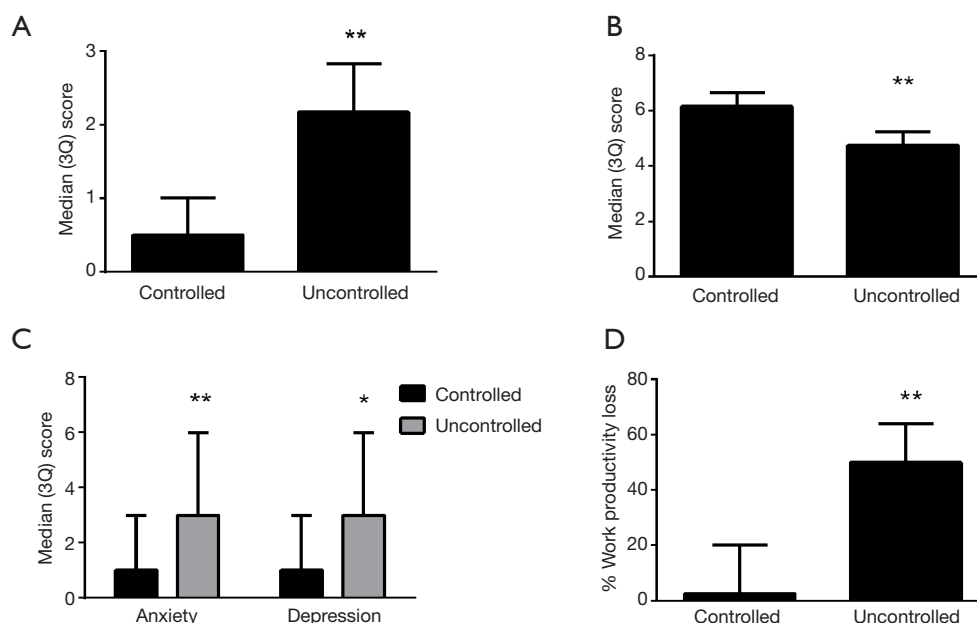 A
Median (3Q) score
3
2
1
0
**
Controlled
Uncontrolled
B
Median (3Q) score
8
6
4
2
0
**
Controlled
Uncontrolled
C
Median (3Q) score
8
6
4
2
0
**
*
Controlled
Uncontrolled
Anxiety
Depression
D
% Work productivity loss
80
60
40
20
0
**
Controlled
Uncontrolled